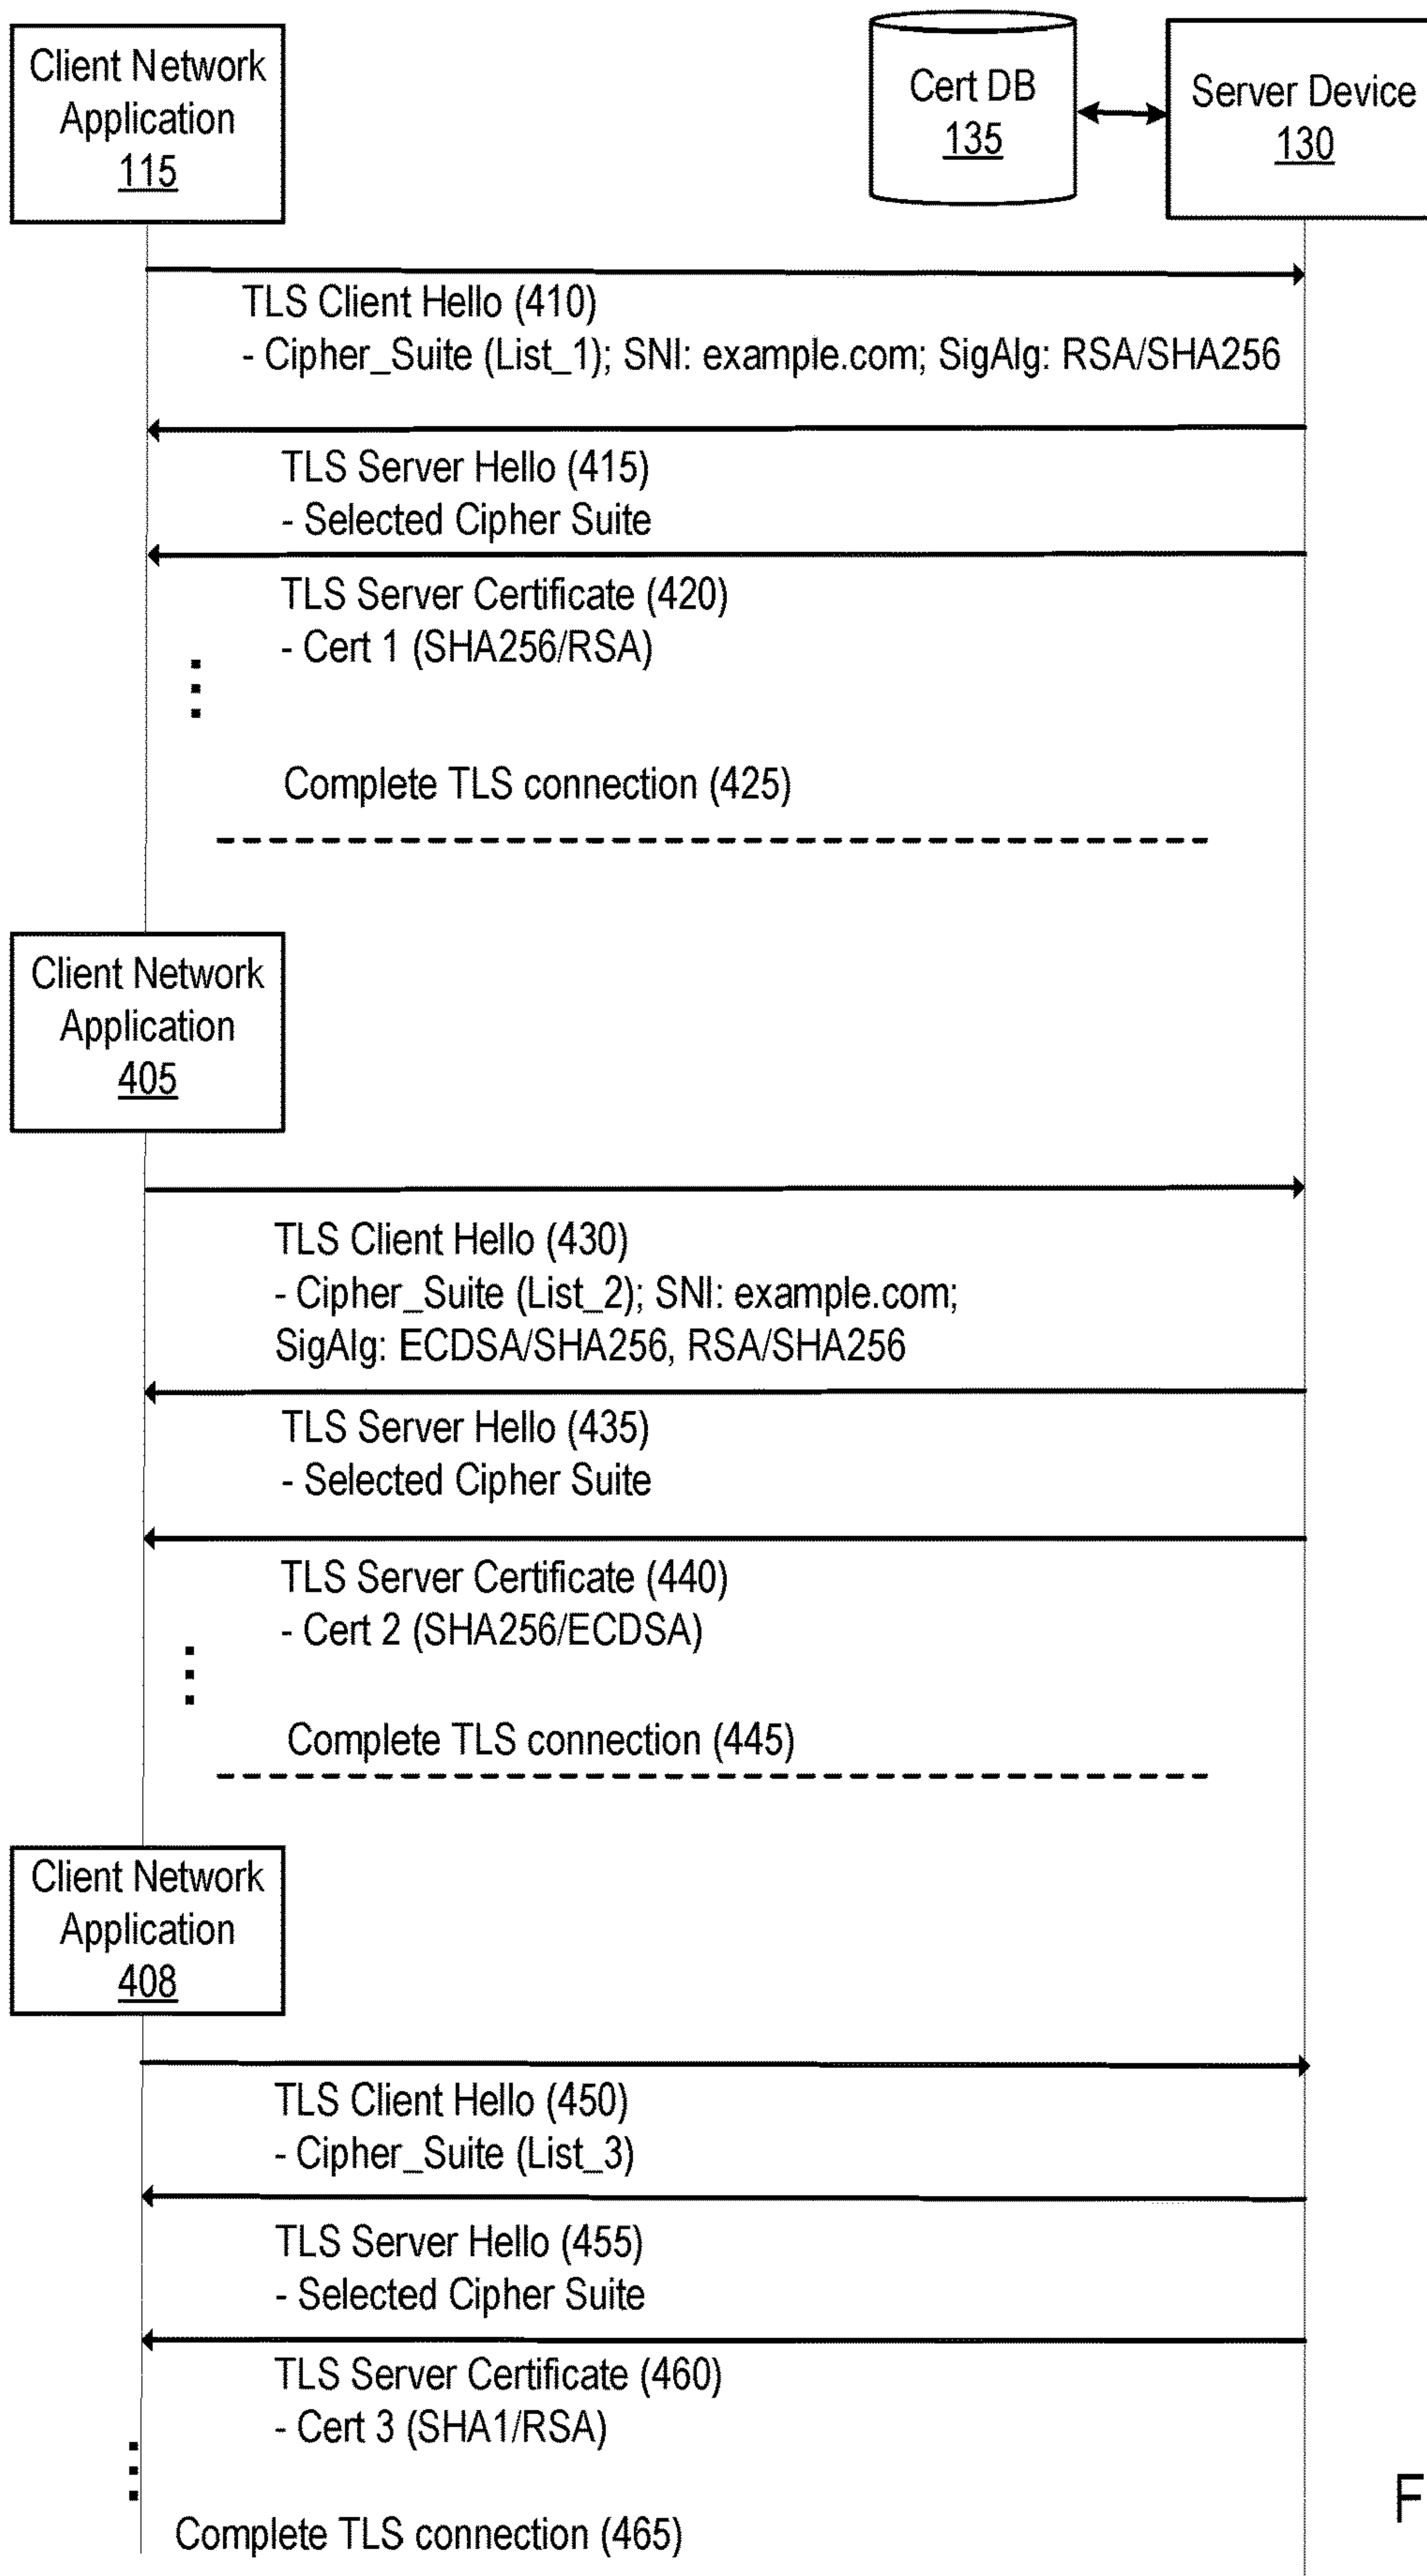 Client Network
Application
115
Cert DB
135
Server Device
130
TLS Client Hello (410)
- Cipher_Suite (List_1); SNI: example.com; SigAlg: RSA/SHA256
TLS Server Hello (415)
- Selected Cipher Suite
TLS Server Certificate (420)
- Cert 1 (SHA256/RSA)
Complete TLS connection (425)
Client Network
Application
405
TLS Client Hello (430)
- Cipher_Suite (List_2); SNI: example.com;
SigAlg: ECDSA/SHA256, RSA/SHA256
TLS Server Hello (435)
- Selected Cipher Suite
TLS Server Certificate (440)
- Cert 2 (SHA256/ECDSA)
Complete TLS connection (445)
Client Network
Application
408
TLS Client Hello (450)
- Cipher_Suite (List_3)
TLS Server Hello (455)
- Selected Cipher Suite
TLS Server Certificate (460)
- Cert 3 (SHA1/RSA)
F
Complete TLS connection (465)